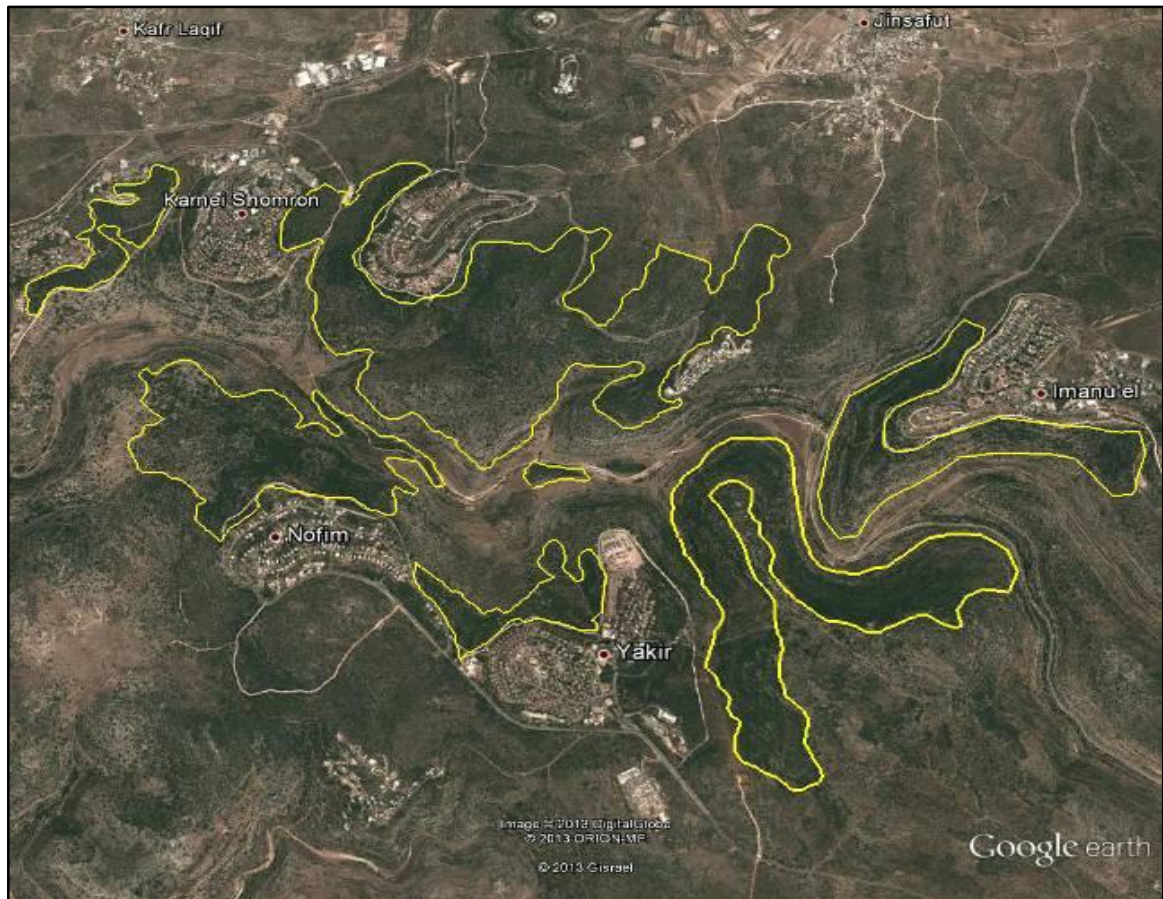 Kafr Laqif
Jinsafut
Karnei Shomron
Imanu'el
Nofim
Yakir
Image © 2013 DigitalGlobe
© 2013 ORION-ME
© 2013 Gisrael
Google earth